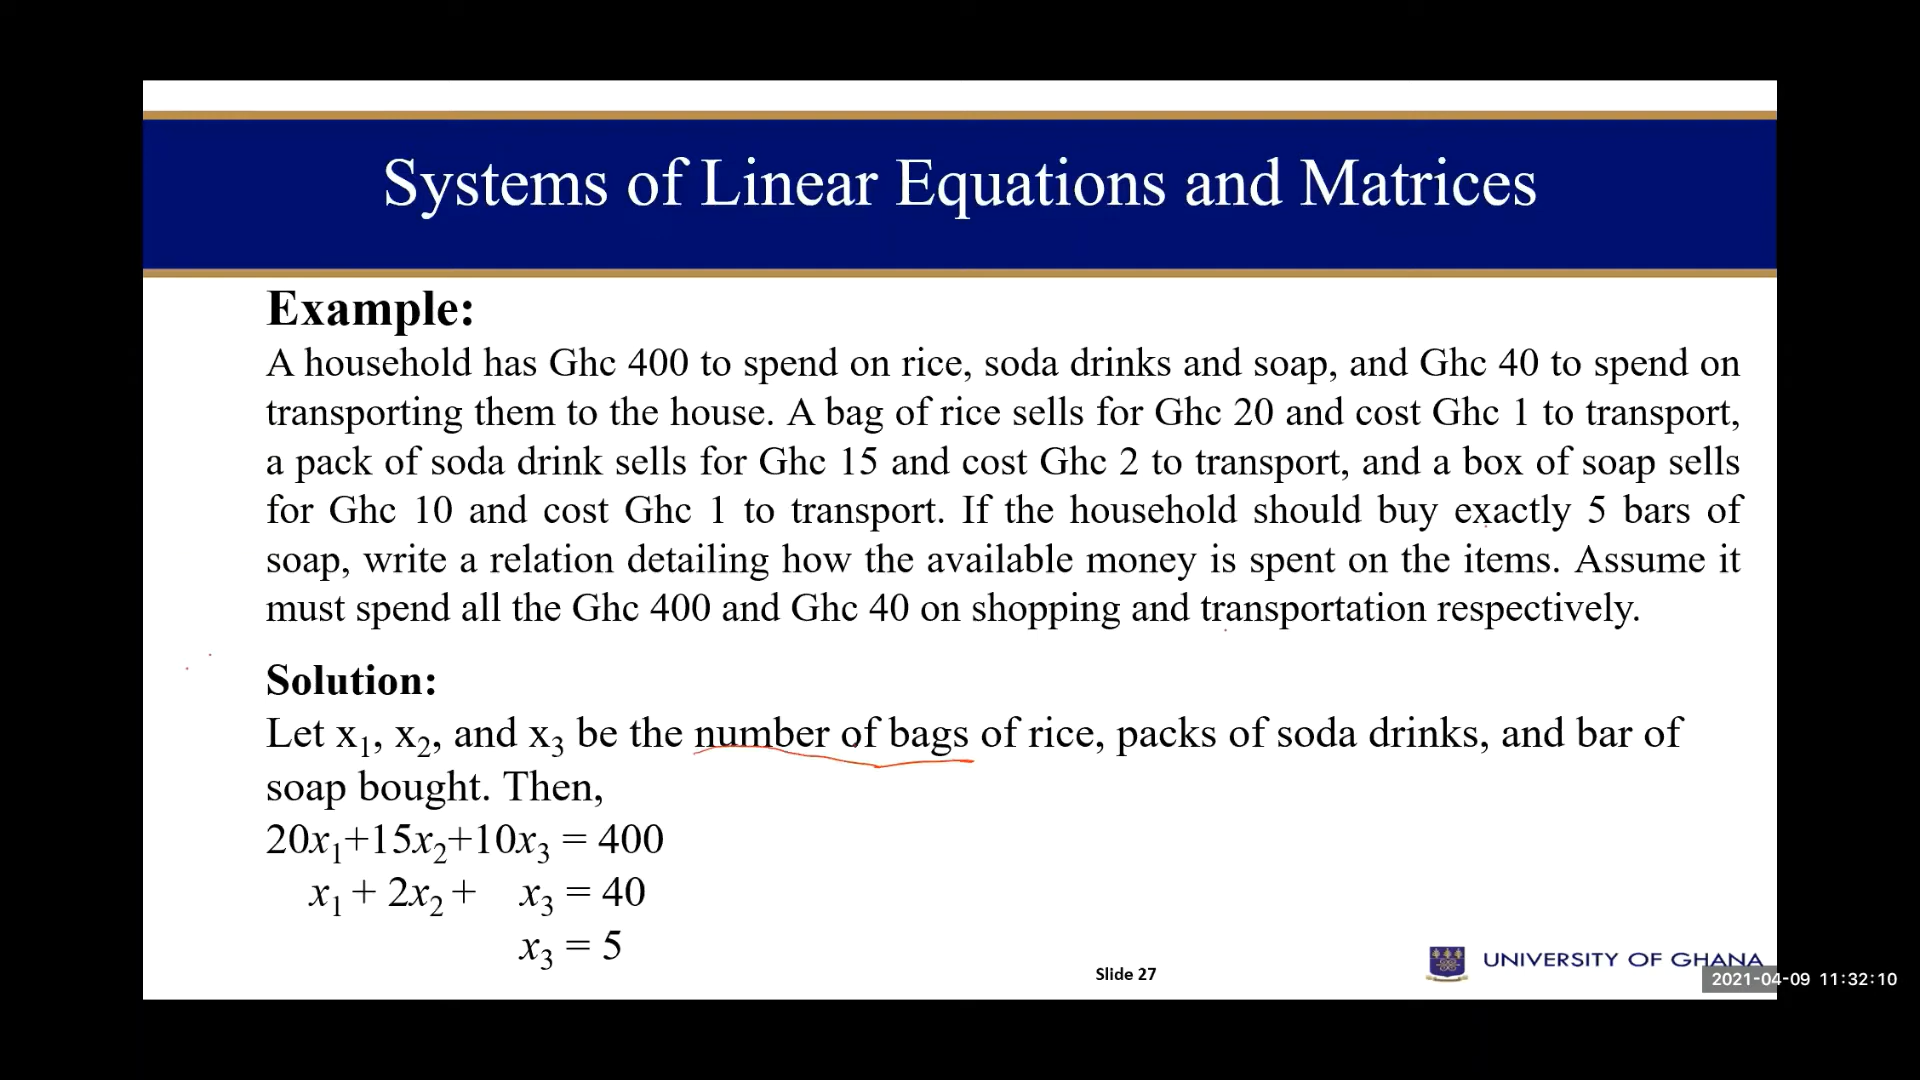 Systems of Linear Equations and Matrices
Example:
A household has Ghc 400 to spend on rice, soda drinks and soap, and Ghc 40 to spend on
transporting them to the house. A bag of rice sells for Ghc 20 and cost Ghc 1 to transport,
a pack of soda drink sells for Ghc 15 and cost Ghc 2 to transport, and a box of soap sells
for Ghc 10 and cost Ghc 1 to transport. If the household should buy exactly 5 bars of
soap, write a relation detailing how the available money is spent on the items. Assume it
must spend all the Ghc 400 and Ghc 40 on shopping and transportation respectively.
Solution:
Let x₁, x₂, and x₃ be the number of bags of rice, packs of soda drinks, and bar of
soap bought. Then,
20x₁+15x₂+10x₃ = 400
x₁ + 2x₂ + x₃ = 40
x₃ = 5
Slide 27
UNIVERSITY OF GHANA
2021-04-09 11:32:10